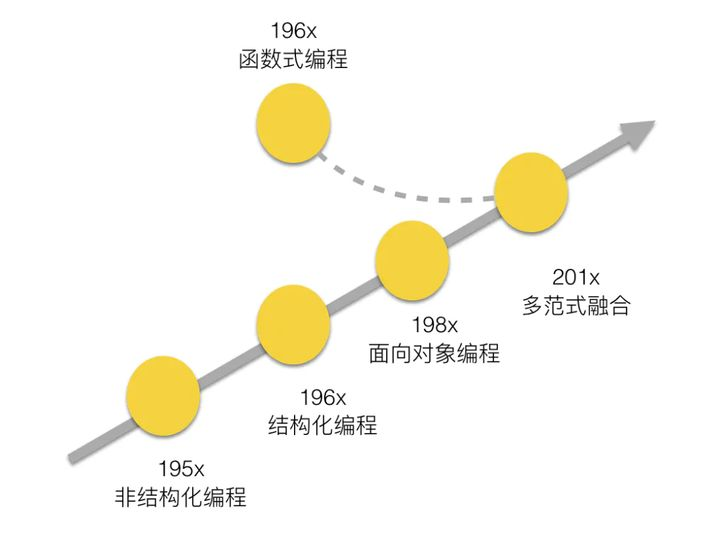 196x
函数式编程
201x
多范式融合
198x
面向对象编程
196x
结构化编程
195x
非结构化编程